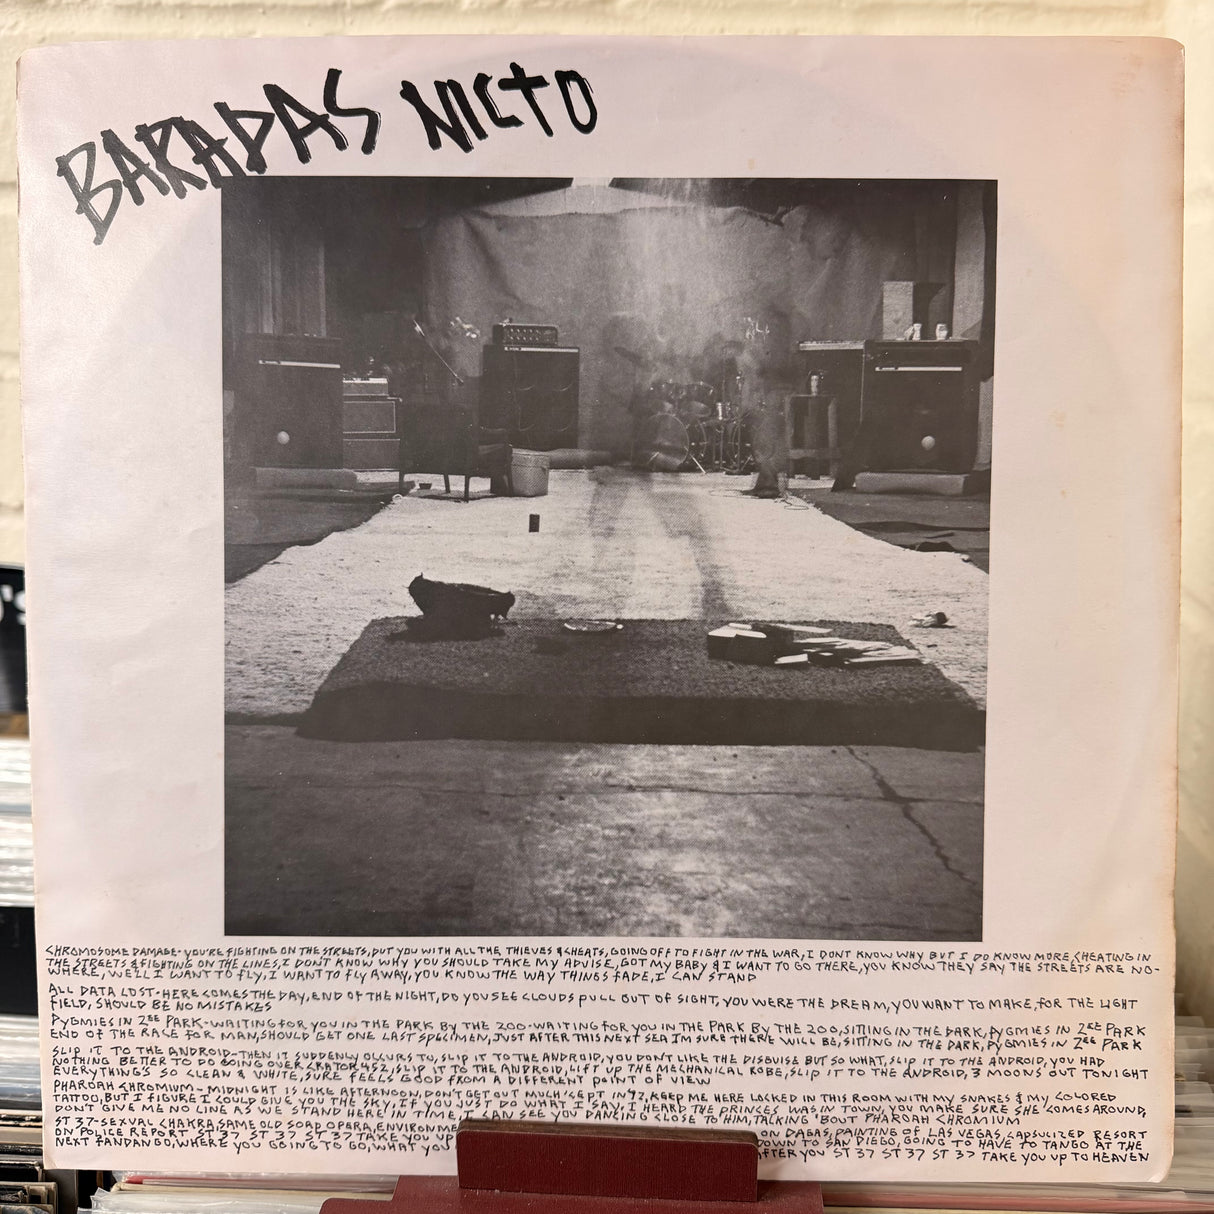 BARADAS NICTO
CHROMOSOME DAMAGE-YOU'RE FIGHTING ON THE STREETS, BUT YOU WITH ALL THE THIEVES & CHEATS, GOING OFF TO FIGHT IN THE WAR, I DONT KNOW WHY BUT I DO KNOW MORE, CHEATING IN
THE STREETS & FIGHTING ON THE LINES, I DON'T KNOW WHY YOU SHOULD TAKE MY ADVISE, GOT MY BABY & I WANT TO GO THERE, YOU KNOW THEY SAY THE STREETS ARE NO-
WHERE, WELL I WANT TO FLY, I WANT TO FLY AWAY, YOU KNOW THE WAY THINGS FADE, I CAN STAND
ALL DATA LOST-HERE COMES THE DAY, END OF THE NIGHT, DO YOU SEE CLOUDS PULL OUT OF SIGHT, YOU WERE THE DREAM, YOU WANT TO MAKE, FOR THE LIGHT
FIELD, SHOULD BE NO MISTAKES
PYGMIES IN ZEE PARK-WAITING FOR YOU IN THE PARK BY THE ZOO-WAITING FOR YOU IN THE PARK BY THE ZOO, SITTING IN THE DARK, PYGMIES IN ZEE PARK
END OF THE RACE FOR MAN, SHOULD GET ONE LAST SPECIMEN, JUST AFTER THIS NEXT SEA IM SURE THERE WILL BE, SITTING IN THE DARK, PYGMIES IN ZEE PARK
SLIP IT TO THE ANDROID-THEN IT SUDDENLY OCCURS TO, SLIP IT TO THE ANDROID, YOU DON'T LIKE THE DISGUISE BUT SO WHAT, SLIP IT TO THE ANDROID, YOU HAD
NOTHING BETTER TO DO BEING OVER CRATOR 452, SLIP IT TO THE ANDROID, LIFT UP THE MECHANICAL ROBE, SLIP IT TO THE ANDROID, 3 MOONS OUT TONIGHT
EVERYTHING'S SO CLEAN & WHITE, SURE FEELS GOOD FROM A DIFFERENT POINT OF VIEW
PHAROAH CHROMIUM-MIDNIGHT IS LIKE AFTERNOON, DON'T GET OUT MUCH 'CEPT IN &?, KEEP ME HERE LOCKED IN THIS ROOM WITH MY SNAKES & MY COLORED
TATTOO, BUT I FIGURE I COULD GIVE YOU THE SKY, IF YOU JUST DO WHAT I SAY, I HEARD THE PRINCES WAS IN TOWN, YOU MAKE SURE SHE COMES AROUND,
DON'T GIVE ME NO LINE AS WE STAND HERE IN TIME, I CAN SEE YOU DANCING CLOSE TO HIM, TALKING 'BOUT PHAROAH CHROMIUM
ST 37-SEXUAL CHAKRA, SAME OLD SOAP OPERA, ENVIRONME ON DAGAS, PAINTING OF LAS VEGAS, CAPSULIZED RESORT
ON POLICE REPORT ST 37 ST 37 ST 37 ST 37 TAKE YOU UP DOWN TO SAN DIEGO, GOING TO HAVE TO TANGO AT THE
NEXT FANDANGO, WHERE YOU GOING TO GO, WHAT YOU AFTER YOU ST 37 ST 37 ST 37 TAKE YOU UP TO HEAVEN